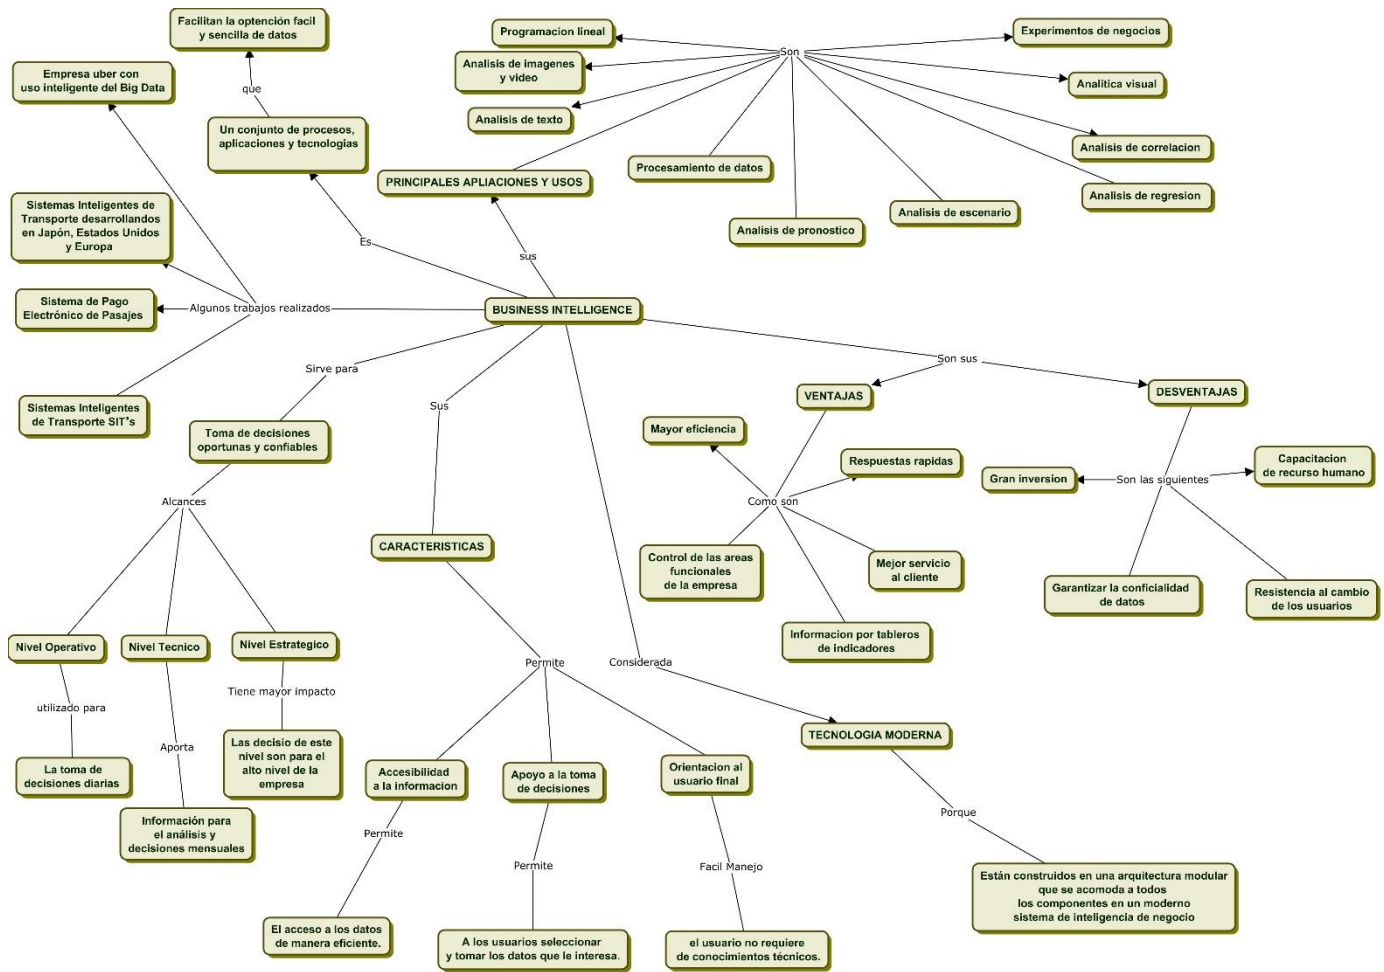 Facilitan la optención facil
y sencilla de datos
que
Un conjunto de procesos,
aplicaciones y tecnologias
Es
Empresa uber con
uso inteligente del Big Data
Sistemas Inteligentes de
Transporte desarrollandos
en Japón, Estados Unidos
y Europa
Sistema de Pago
Electrónico de Pasajes
Algunos trabajos realizados
Sistemas Inteligentes
de Transporte SIT's
Programacion lineal
Analisis de imagenes
y video
Analisis de texto
Son
Experimentos de negocios
Analitica visual
Analisis de correlacion
Analisis de regresion
Procesamiento de datos
Analisis de escenario
Analisis de pronostico
PRINCIPALES APLIACIONES Y USOS
sus
BUSINESS INTELLIGENCE
Sirve para
Toma de decisiones
oportunas y confiables
Alcances
Nivel Operativo
Nivel Tecnico
Nivel Estrategico
utilizado para
La toma de
decisiones diarias
Aporta
Información para
el análisis y
decisiones mensuales
Tiene mayor impacto
Las decisio de este
nivel son para el
alto nivel de la
empresa
Sus
CARACTERISTICAS
Permite
Accesibilidad
a la informacion
Permite
El acceso a los datos
de manera eficiente.
Apoyo a la toma
de decisiones
Permite
A los usuarios seleccionar
y tomar los datos que le interesa.
Orientacion al
usuario final
Facil Manejo
el usuario no requiere
de conocimientos técnicos.
Considerada
TECNOLOGIA MODERNA
Porque
Están construidos en una arquitectura modular
que se acomoda a todos
los componentes en un moderno
sistema de inteligencia de negocio
Son sus
VENTAJAS
Mayor eficiencia
Respuestas rapidas
Como son
Control de las areas
funcionales
de la empresa
Mejor servicio
al cliente
Informacion por tableros
de indicadores
DESVENTAJAS
Gran inversion
Son las siguientes
Capacitacion
de recurso humano
Garantizar la conficialidad
de datos
Resistencia al cambio
de los usuarios